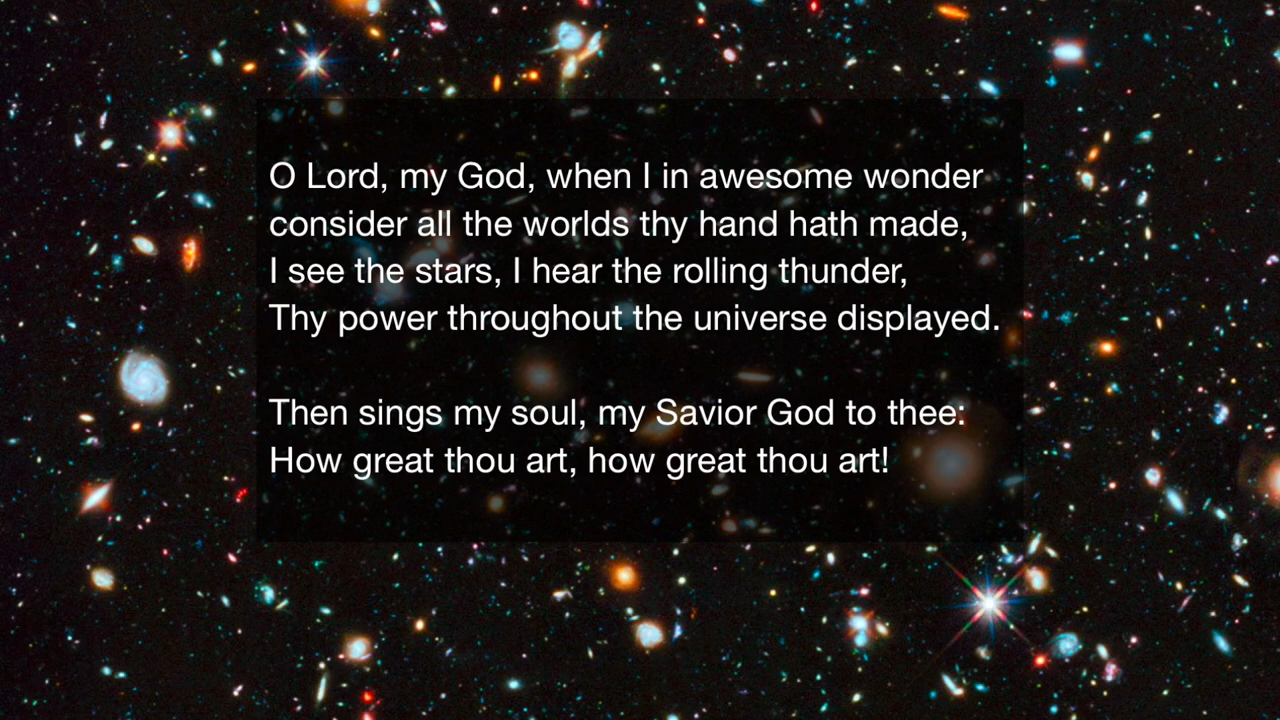 O Lord, my God, when I in awesome wonder
consider all the worlds thy hand hath made,
I see the stars, I hear the rolling thunder,
Thy power throughout the universe displayed.
Then sings my soul, my Savior God to thee:
How great thou art, how great thou art!